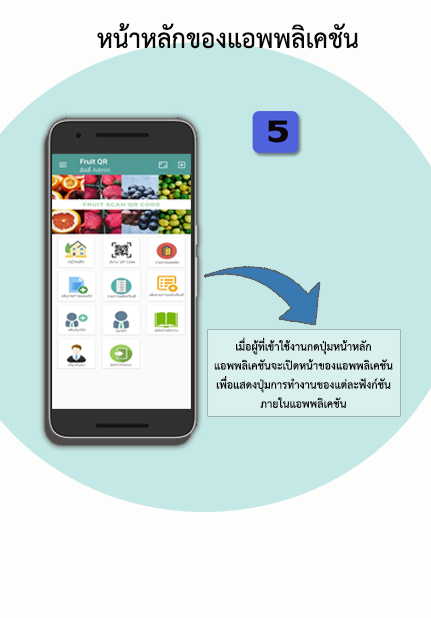 หน้าหลักของแอพพลิเคชัน
5
Fruit QR
Admin
FRUIT SCAN QR CODE
QR Code
เมื่อผู้ที่เข้าใช้งานกดปุ่มหน้าหลัก
แอพพลิเคชันจะเปิดหน้าของแอพพลิเคชัน
เพื่อแสดงปุ่มการทำงานของแต่ละฟังก์ชัน
ภายในแอพพลิเคชัน